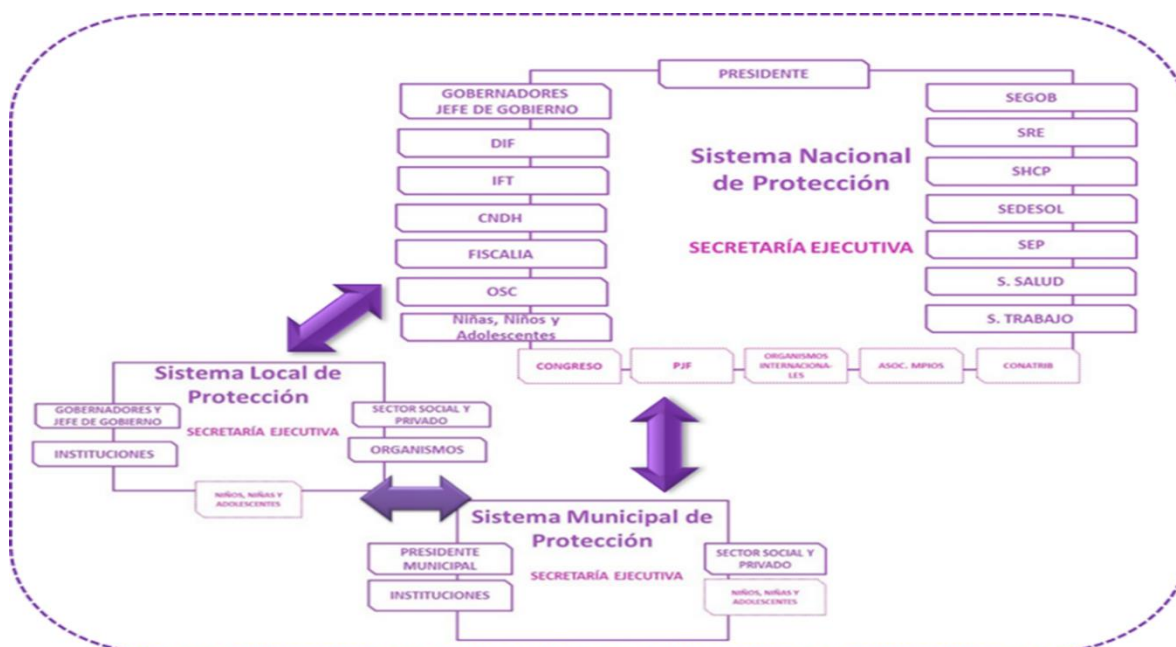 PRESIDENTE
GOBERNADORES
JEFE DE GOBIERNO
DIF
IFT
CNDH
FISCALIA
OSC
Niñas, Niños y
Adolescentes
Sistema Nacional
de Protección
SECRETARÍA EJECUTIVA
SEGOB
SRE
SHCP
SEDESOL
SEP
S. SALUD
S. TRABAJO
CONGRESO
PJF
ORGANISMOS
INTERNACIONA-
LES
ASOC. MPIOS
CONATRIB
Sistema Local de
Protección
SECRETARÍA EJECUTIVA
GOBERNADORES Y
JEFE DE GOBIERNO
INSTITUCIONES
SECTOR SOCIAL Y
PRIVADO
ORGANISMOS
NIÑOS, NIÑAS Y
ADOLESCENTES
Sistema Municipal de
Protección
SECRETARÍA EJECUTIVA
PRESIDENTE
MUNICIPAL
INSTITUCIONES
SECTOR SOCIAL Y
PRIVADO
NIÑOS, NIÑAS Y
ADOLESCENTES